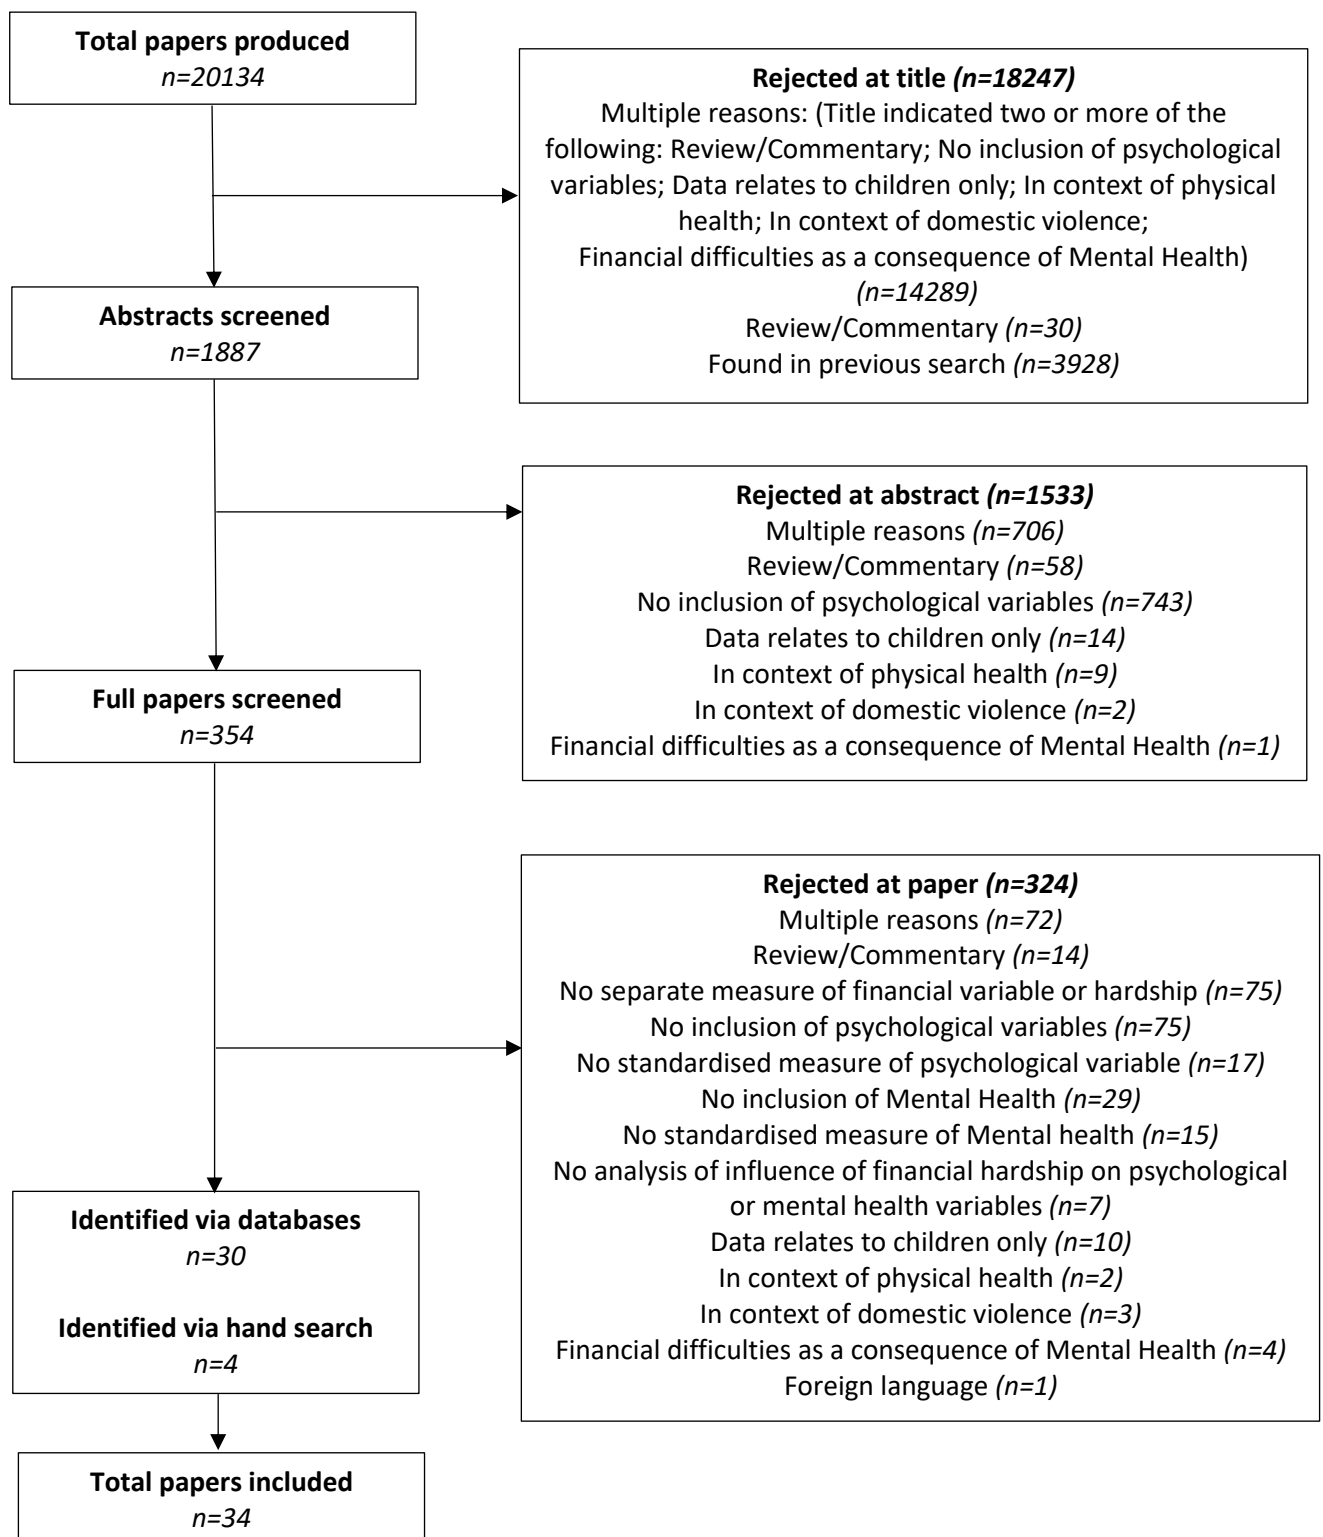 Total papers produced
n=20134
Rejected at title (n=18247)
Multiple reasons: (Title indicated two or more of the
following: Review/Commentary; No inclusion of psychological
variables; Data relates to children only; In context of physical
health; In context of domestic violence;
Financial difficulties as a consequence of Mental Health)
(n=14289)
Review/Commentary (n=30)
Found in previous search (n=3928)
Abstracts screened
n=1887
Rejected at abstract (n=1533)
Multiple reasons (n=706)
Review/Commentary (n=58)
No inclusion of psychological variables (n=743)
Data relates to children only (n=14)
In context of physical health (n=9)
In context of domestic violence (n=2)
Financial difficulties as a consequence of Mental Health (n=1)
Full papers screened
n=354
Rejected at paper (n=324)
Multiple reasons (n=72)
Review/Commentary (n=14)
No separate measure of financial variable or hardship (n=75)
No inclusion of psychological variables (n=75)
No standardised measure of psychological variable (n=17)
No inclusion of Mental Health (n=29)
No standardised measure of Mental health (n=15)
No analysis of influence of financial hardship on psychological
or mental health variables (n=7)
Data relates to children only (n=10)
In context of physical health (n=2)
In context of domestic violence (n=3)
Financial difficulties as a consequence of Mental Health (n=4)
Foreign language (n=1)
Identified via databases
n=30
Identified via hand search
n=4
Total papers included
n=34